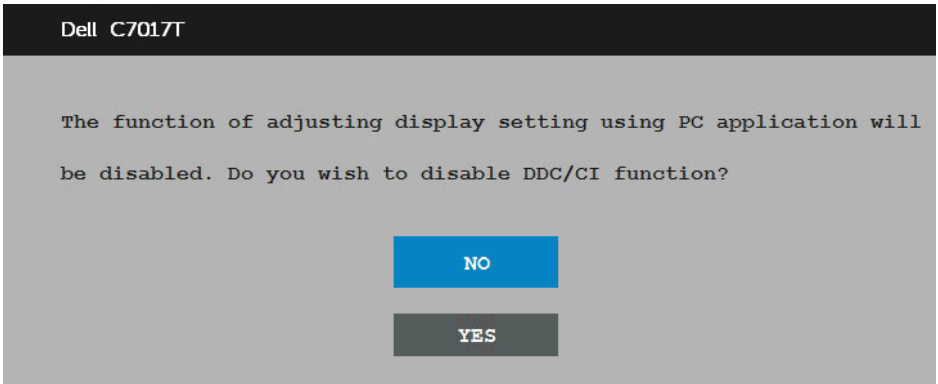 Dell C7017T
The function of adjusting display setting using PC application will
be disabled. Do you wish to disable DDC/CI function?
NO
YES